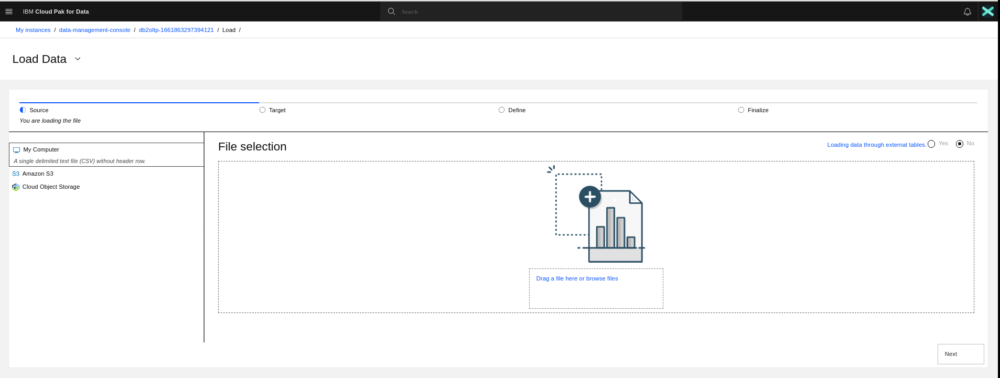 IBM Cloud Pak for Data
Search
My instances / data-management-console / db2oltp-1661863297394121 / Load /
Load Data
Source
Target
Define
Finalize
You are loading the file
My Computer
A single delimited text file (CSV) without header row.
S3 Amazon S3
Cloud Object Storage
File selection
Loading data through external tables. Yes No
Drag a file here or browse files
Next